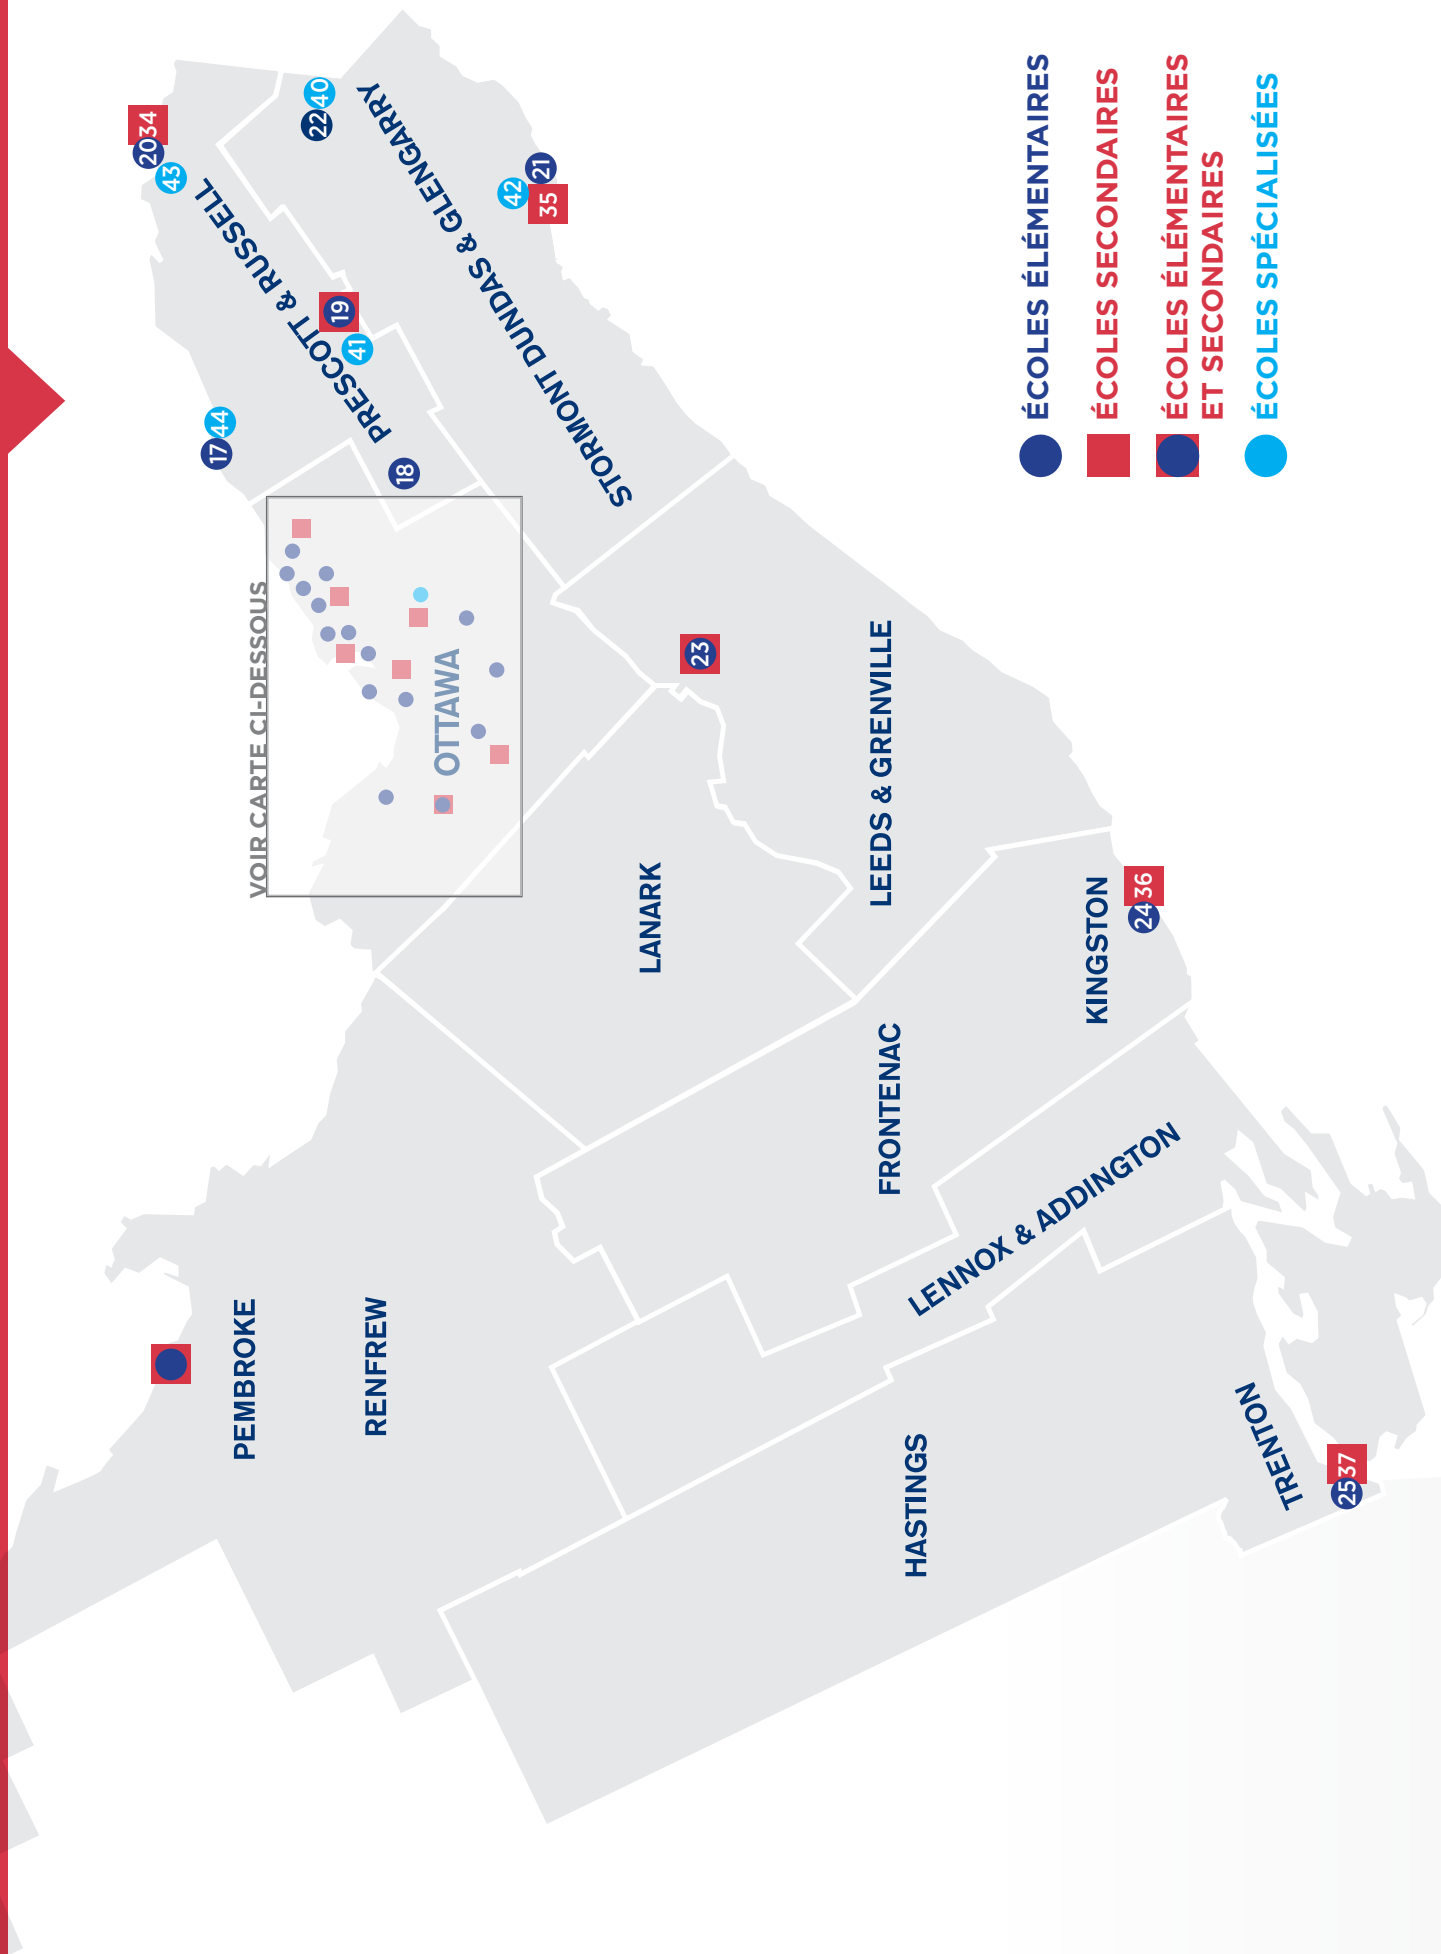 PEMBROKE
RENFREW
HASTINGS
TRENTON
25
37
LENNOX & ADDINGTON
FRONTENAC
KINGSTON
24
36
LANARK
LEEDS & GRENVILLE
23
VOIR CARTE CI-DESSOUS
OTTAWA
17
44
18
PRESCOTT & RUSSELL
41
19
43
20
34
22
40
STORMONT DUNDAS & GLENGARRY
42
35
21
ÉCOLES ÉLÉMENTAIRES
ÉCOLES SECONDAIRES
ÉCOLES ÉLÉMENTAIRES
ET SECONDAIRES
ÉCOLES SPÉCIALISÉES